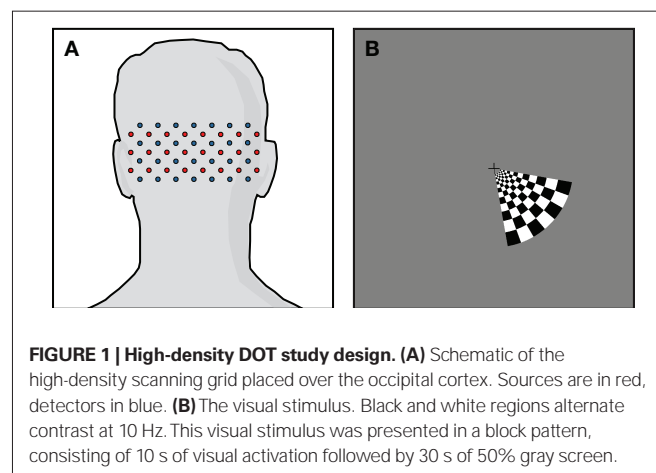 A
B
FIGURE 1 | High-density DOT study design. (A) Schematic of the
high-density scanning grid placed over the occipital cortex. Sources are in red,
detectors in blue. (B) The visual stimulus. Black and white regions alternate
contrast at 10 Hz. This visual stimulus was presented in a block pattern,
consisting of 10 s of visual activation followed by 30 s of 50% gray screen.